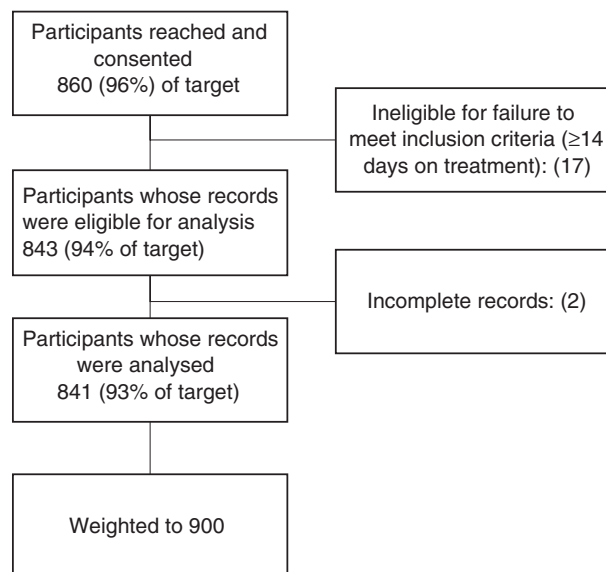 Participants reached and
consented
860 (96%) of target
Ineligible for failure to
meet inclusion criteria (≥14
days on treatment): (17)
Participants whose records
were eligible for analysis
843 (94% of target)
Incomplete records: (2)
Participants whose records
were analysed
841 (93% of target)
Weighted to 900